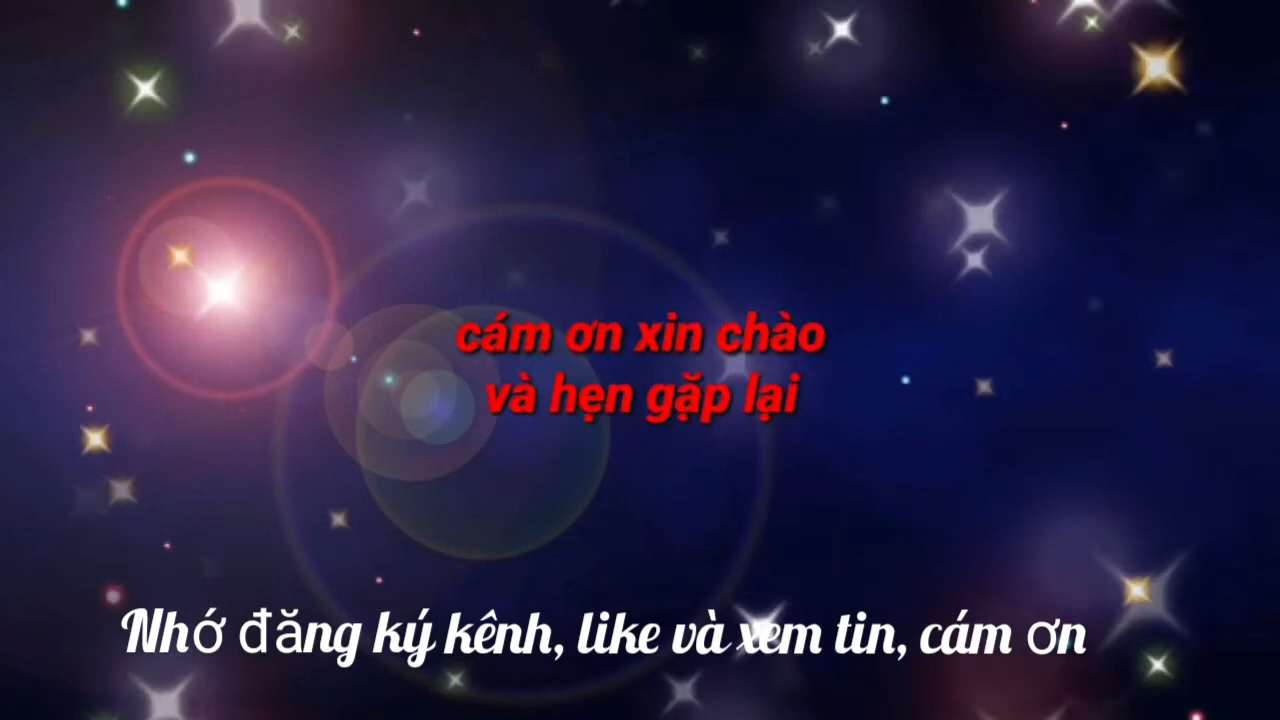 cám ơn xin chào
và hẹn gặp lại
Nhớ đăng ký kênh, like và xem tin, cám ơn